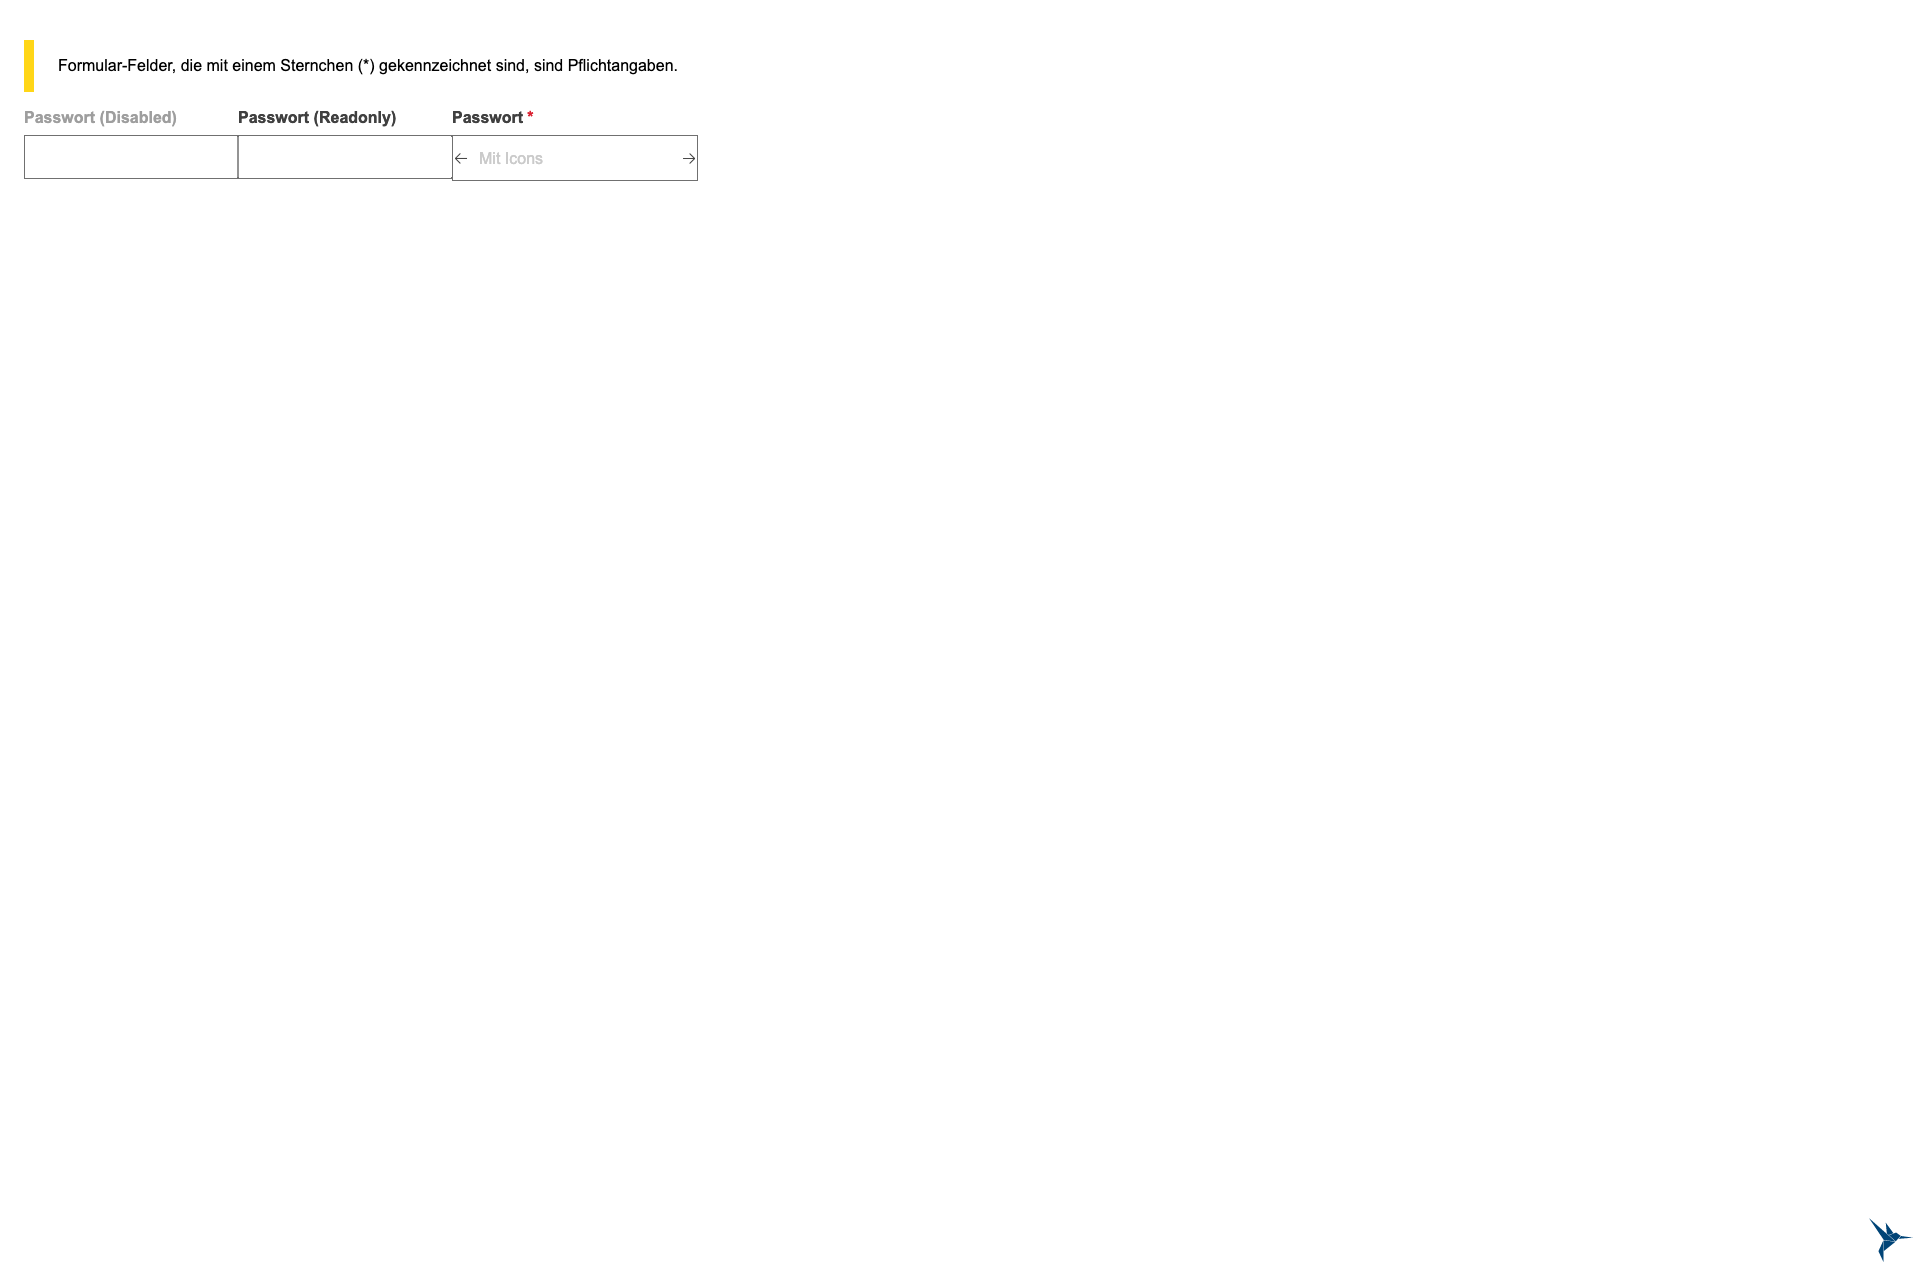 Formular-Felder, die mit einem Sternchen (*) gekennzeichnet sind, sind Pflichtangaben.
Passwort (Disabled)
Passwort (Readonly)
Passwort *
Mit Icons